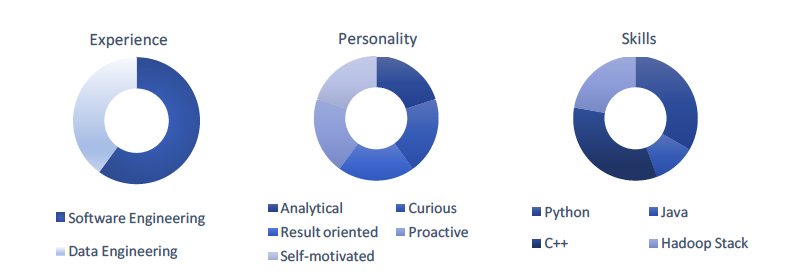 Experience
Software Engineering
Data Engineering
Personality
Analytical
Curious
Result oriented
Proactive
Self-motivated
Skills
Python
Java
C++
Hadoop Stack